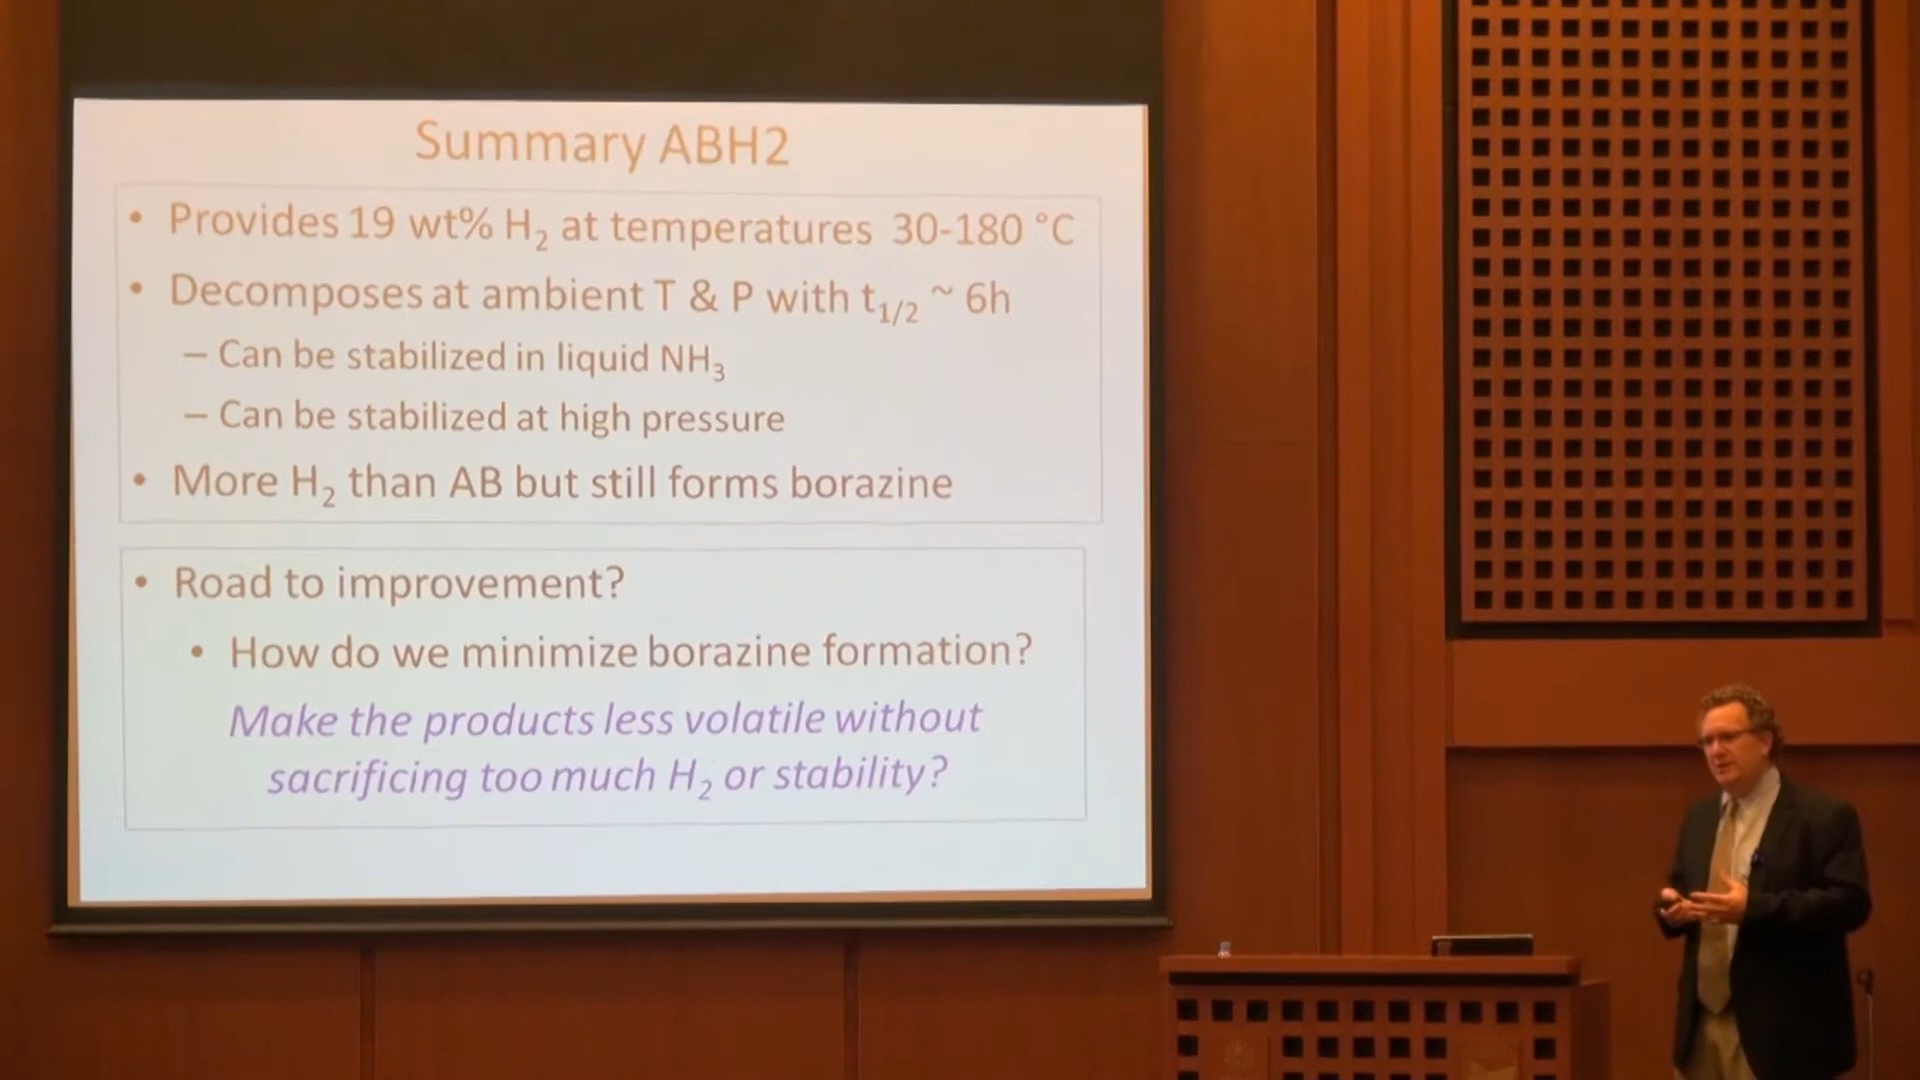 Summary ABH2
• Provides 19 wt% H₂ at temperatures 30-180 °C
• Decomposes at ambient T & P with t₁/₂ ~ 6h
– Can be stabilized in liquid NH₃
– Can be stabilized at high pressure
• More H₂ than AB but still forms borazine
• Road to improvement?
• How do we minimize borazine formation?
Make the products less volatile without
sacrificing too much H₂ or stability?